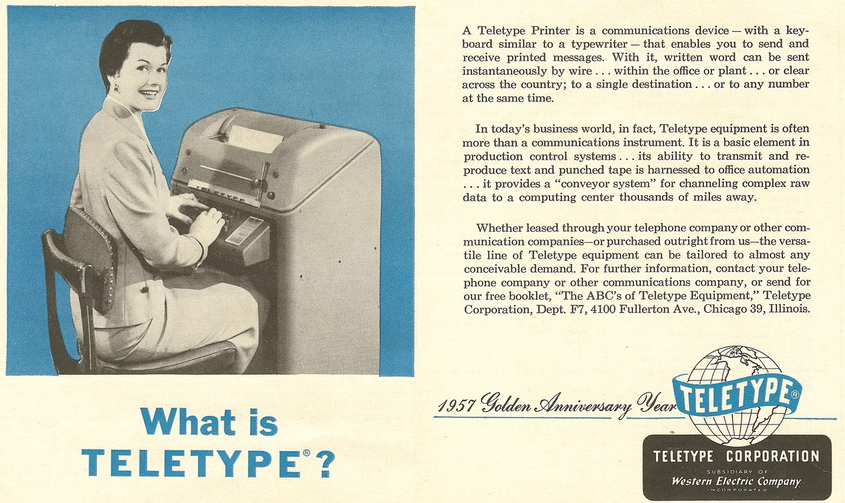 What is
TELETYPE®?
A Teletype Printer is a communications device — with a key-
board similar to a typewriter — that enables you to send and
receive printed messages. With it, written word can be sent
instantaneously by wire . . . within the office or plant . . . or clear
across the country; to a single destination . . . or to any number
at the same time.
In today's business world, in fact, Teletype equipment is often
more than a communications instrument. It is a basic element in
production control systems . . . its ability to transmit and re-
produce text and punched tape is harnessed to office automation
. . . it provides a "conveyor system" for channeling complex raw
data to a computing center thousands of miles away.
Whether leased through your telephone company or other com-
munication companies—or purchased outright from us—the versa-
tile line of Teletype equipment can be tailored to almost any
conceivable demand. For further information, contact your tele-
phone company or other communications company, or send for
our free booklet, "The ABC's of Teletype Equipment," Teletype
Corporation, Dept. F7, 4100 Fullerton Ave., Chicago 39, Illinois.
1957 Golden Anniversary Year
TELETYPE®
TELETYPE CORPORATION
SUBSIDIARY OF
Western Electric Company
INCORPORATED